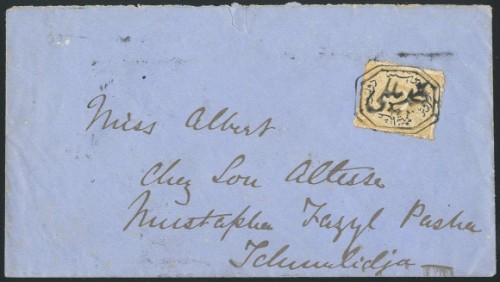 Miss Albert
chez Son Altesse
Mustapha Fazyl Pasha
Tchamlidja